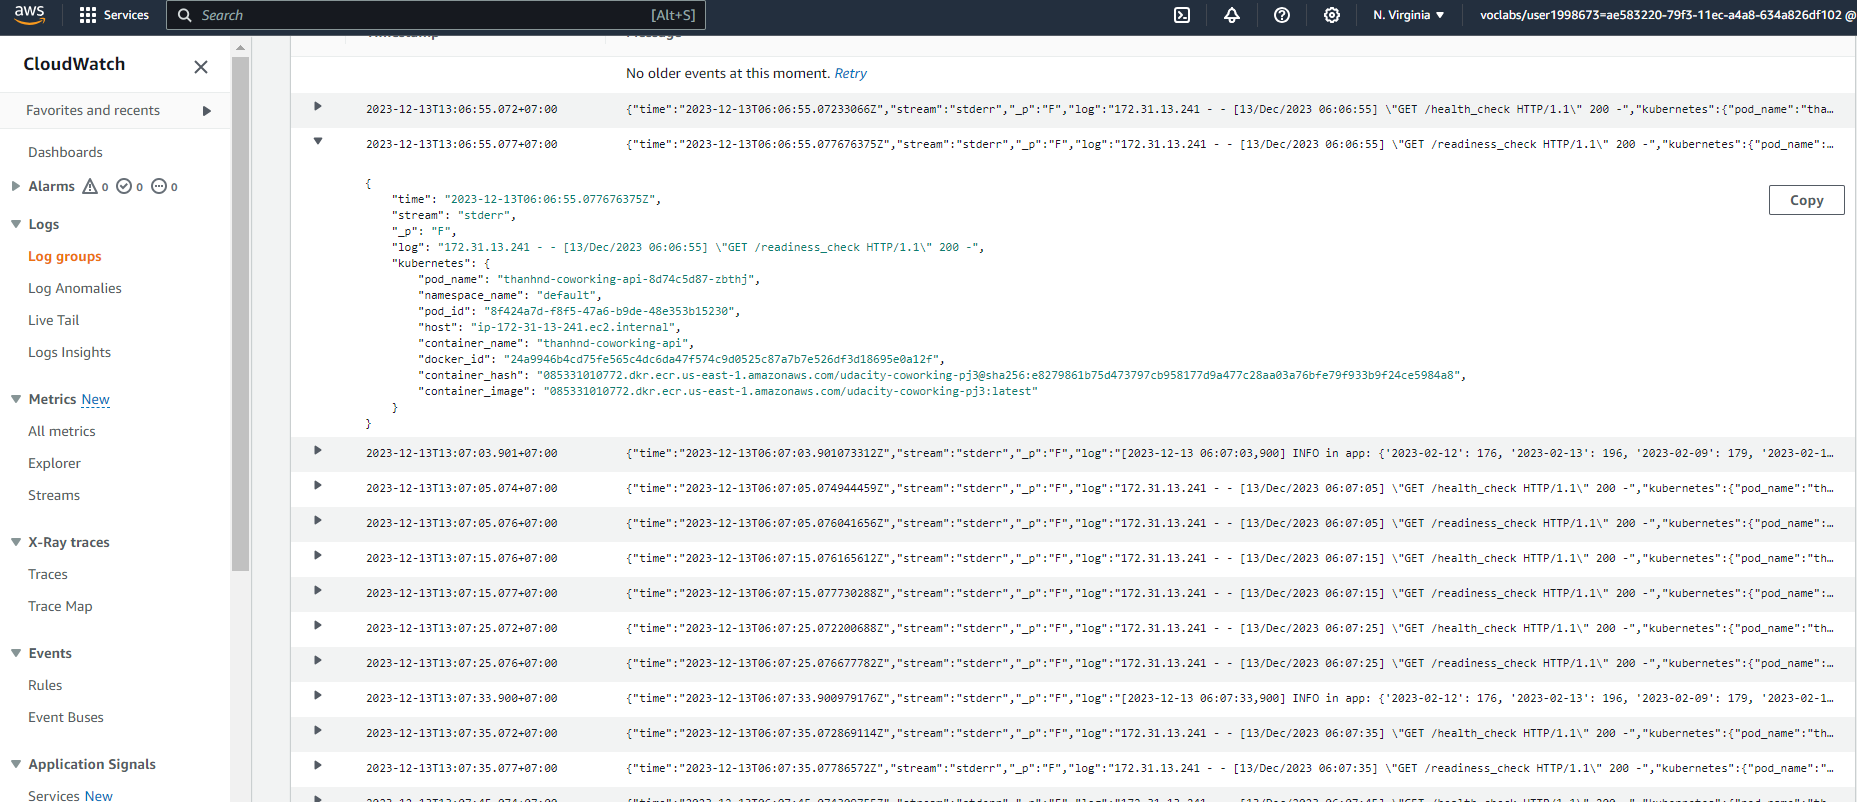 aws Services Search [Alt+S] N. Virginia voclabs/user1998673=ae583220-79f3-11ec-a4a8-634a826df102 @
CloudWatch
Favorites and recents
Dashboards
Alarms 0 0 0
Logs
Log groups
Log Anomalies
Live Tail
Logs Insights
Metrics New
All metrics
Explorer
Streams
X-Ray traces
Traces
Trace Map
Events
Rules
Event Buses
Application Signals
Services New
Timestamp Message
No older events at this moment. Retry
2023-12-13T13:06:55.072+07:00 {"time":"2023-12-13T06:06:55.07233066Z","stream":"stderr","_p":"F","log":"172.31.13.241 - - [13/Dec/2023 06:06:55] \"GET /health_check HTTP/1.1\" 200 -","kubernetes":{"pod_name":"tha…
2023-12-13T13:06:55.077+07:00 {"time":"2023-12-13T06:06:55.077676375Z","stream":"stderr","_p":"F","log":"172.31.13.241 - - [13/Dec/2023 06:06:55] \"GET /readiness_check HTTP/1.1\" 200 -","kubernetes":{"pod_name":…
{
"time": "2023-12-13T06:06:55.077676375Z",
"stream": "stderr",
"_p": "F",
"log": "172.31.13.241 - - [13/Dec/2023 06:06:55] \"GET /readiness_check HTTP/1.1\" 200 -",
"kubernetes": {
"pod_name": "thanhnd-coworking-api-8d74c5d87-zbthj",
"namespace_name": "default",
"pod_id": "8f424a7d-f8f5-47a6-b9de-48e353b15230",
"host": "ip-172-31-13-241.ec2.internal",
"container_name": "thanhnd-coworking-api",
"docker_id": "24a9946b4cd75fe565c4dc6da47f574c9d0525c87a7b7e526df3d18695e0a12f",
"container_hash": "085331010772.dkr.ecr.us-east-1.amazonaws.com/udacity-coworking-pj3@sha256:e8279861b75d473797cb958177d9a477c28aa03a76bfe79f933b9f24ce5984a8",
"container_image": "085331010772.dkr.ecr.us-east-1.amazonaws.com/udacity-coworking-pj3:latest"
}
}
Copy
2023-12-13T13:07:03.901+07:00 {"time":"2023-12-13T06:07:03.901073312Z","stream":"stderr","_p":"F","log":"[2023-12-13 06:07:03,900] INFO in app: {'2023-02-12': 176, '2023-02-13': 196, '2023-02-09': 179, '2023-02-1…
2023-12-13T13:07:05.074+07:00 {"time":"2023-12-13T06:07:05.074944459Z","stream":"stderr","_p":"F","log":"172.31.13.241 - - [13/Dec/2023 06:07:05] \"GET /health_check HTTP/1.1\" 200 -","kubernetes":{"pod_name":"th…
2023-12-13T13:07:05.076+07:00 {"time":"2023-12-13T06:07:05.076041656Z","stream":"stderr","_p":"F","log":"172.31.13.241 - - [13/Dec/2023 06:07:05] \"GET /readiness_check HTTP/1.1\" 200 -","kubernetes":{"pod_name":…
2023-12-13T13:07:15.076+07:00 {"time":"2023-12-13T06:07:15.076165612Z","stream":"stderr","_p":"F","log":"172.31.13.241 - - [13/Dec/2023 06:07:15] \"GET /health_check HTTP/1.1\" 200 -","kubernetes":{"pod_name":"th…
2023-12-13T13:07:15.077+07:00 {"time":"2023-12-13T06:07:15.077730288Z","stream":"stderr","_p":"F","log":"172.31.13.241 - - [13/Dec/2023 06:07:15] \"GET /readiness_check HTTP/1.1\" 200 -","kubernetes":{"pod_name":…
2023-12-13T13:07:25.072+07:00 {"time":"2023-12-13T06:07:25.072200688Z","stream":"stderr","_p":"F","log":"172.31.13.241 - - [13/Dec/2023 06:07:25] \"GET /health_check HTTP/1.1\" 200 -","kubernetes":{"pod_name":"th…
2023-12-13T13:07:25.076+07:00 {"time":"2023-12-13T06:07:25.076677782Z","stream":"stderr","_p":"F","log":"172.31.13.241 - - [13/Dec/2023 06:07:25] \"GET /readiness_check HTTP/1.1\" 200 -","kubernetes":{"pod_name":…
2023-12-13T13:07:33.900+07:00 {"time":"2023-12-13T06:07:33.900979176Z","stream":"stderr","_p":"F","log":"[2023-12-13 06:07:33,900] INFO in app: {'2023-02-12': 176, '2023-02-13': 196, '2023-02-09': 179, '2023-02-1…
2023-12-13T13:07:35.072+07:00 {"time":"2023-12-13T06:07:35.072869114Z","stream":"stderr","_p":"F","log":"172.31.13.241 - - [13/Dec/2023 06:07:35] \"GET /health_check HTTP/1.1\" 200 -","kubernetes":{"pod_name":"th…
2023-12-13T13:07:35.077+07:00 {"time":"2023-12-13T06:07:35.07786572Z","stream":"stderr","_p":"F","log":"172.31.13.241 - - [13/Dec/2023 06:07:35] \"GET /readiness_check HTTP/1.1\" 200 -","kubernetes":{"pod_name":"…